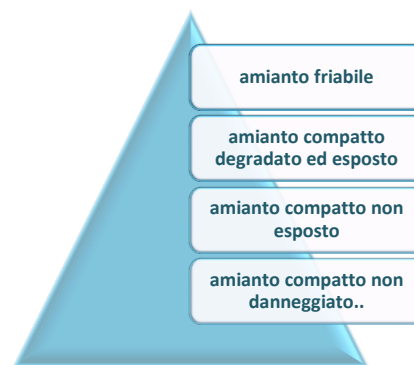 amianto friabile
amianto compatto
degradato ed esposto
amianto compatto non
esposto
amianto compatto non
danneggiato..